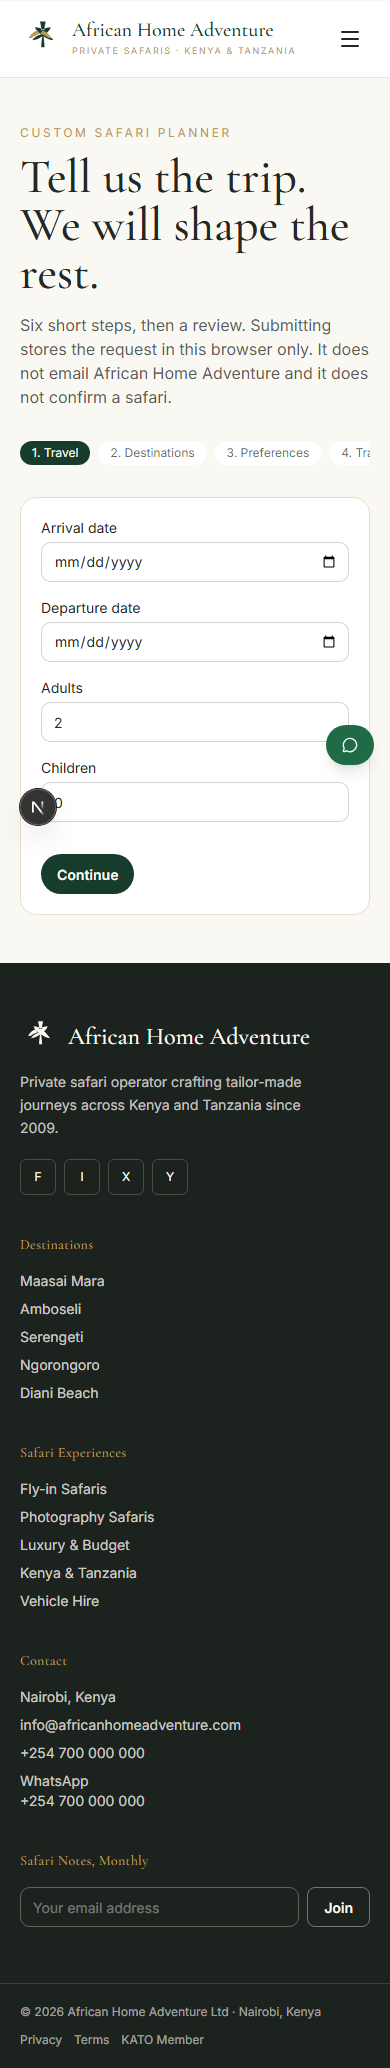 African Home Adventure
PRIVATE SAFARIS · KENYA & TANZANIA
CUSTOM SAFARI PLANNER
Tell us the trip.
We will shape the
rest.
Six short steps, then a review. Submitting
stores the request in this browser only. It does
not email African Home Adventure and it does
not confirm a safari.
1. Travel 2. Destinations 3. Preferences 4. Tra
Arrival date
mm/dd/yyyy
Departure date
mm/dd/yyyy
Adults
2
Children
N 0
Continue
African Home Adventure
Private safari operator crafting tailor-made
journeys across Kenya and Tanzania since
2009.
F I X Y
Destinations
Maasai Mara
Amboseli
Serengeti
Ngorongoro
Diani Beach
Safari Experiences
Fly-in Safaris
Photography Safaris
Luxury & Budget
Kenya & Tanzania
Vehicle Hire
Contact
Nairobi, Kenya
info@africanhomeadventure.com
+254 700 000 000
WhatsApp
+254 700 000 000
Safari Notes, Monthly
Your email address Join
© 2026 African Home Adventure Ltd · Nairobi, Kenya
Privacy Terms KATO Member